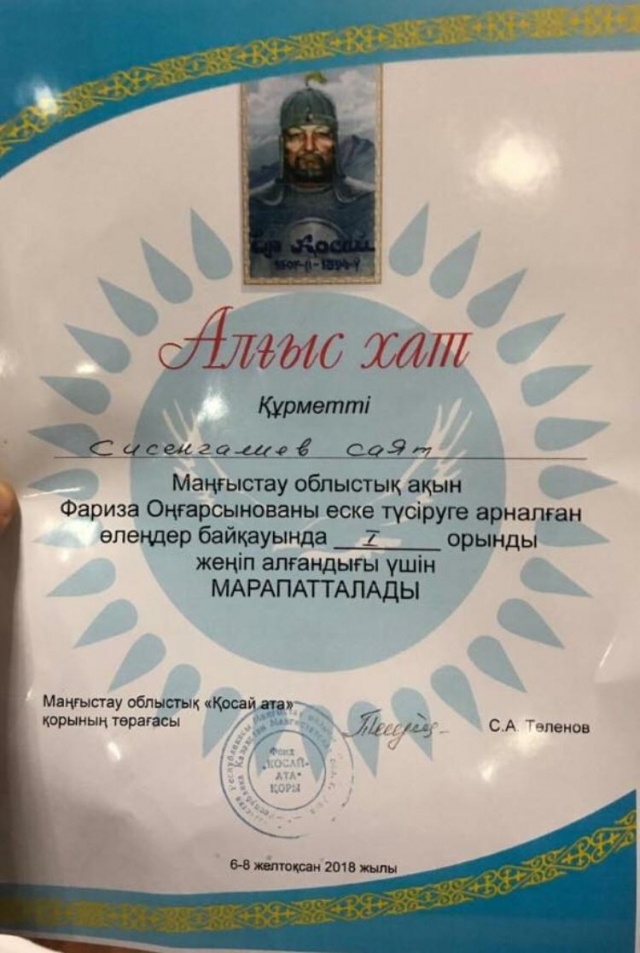 Ер Қосай
1507-1594
Алғыс хат
Құрметті
Сисенгалиев саят
Маңғыстау облыстық ақын
Фариза Оңғарсынованы еске түсіруге арналған
өлеңдер байқауында I орынды
жеңіп алғандығы үшін
МАРАПАТТАЛАДЫ
Маңғыстау облыстық «Қосай ата»
қорының төрағасы
С.А. Төленов
Фонд
"ҚОСАЙ-
АТА"
ҚОРЫ
6-8 желтоқсан 2018 жылы